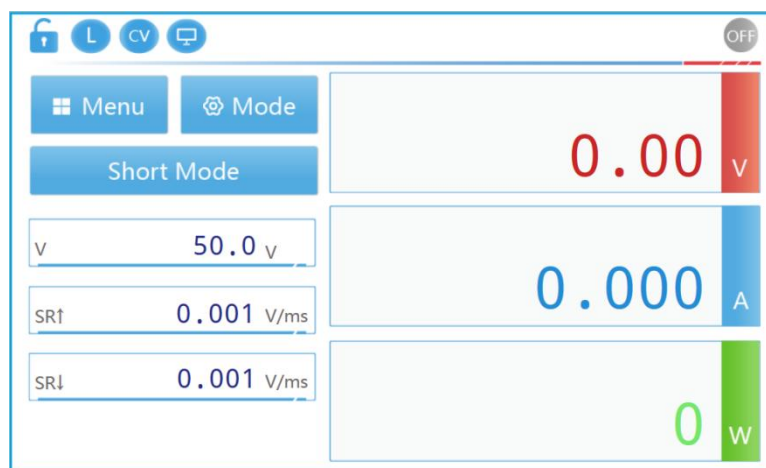 L CV OFF
Menu Mode
Short Mode
0.00 V
V 50.0 V
0.000 A
SR↑ 0.001 V/ms
SR↓ 0.001 V/ms
0 W